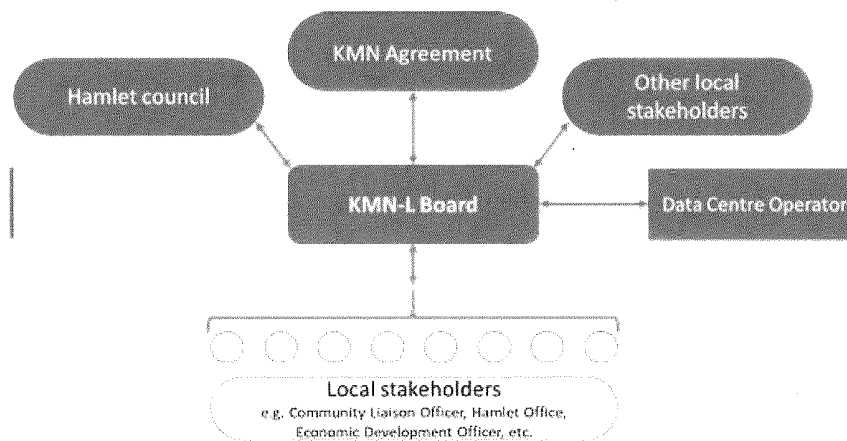 KMN Agreement
Hamlet council
Other local
stakeholders
KMN-L Board
Data Centre Operator
Local stakeholders
e.g. Community Liaison Officer, Hamlet Office,
Economic Development Officer, etc.